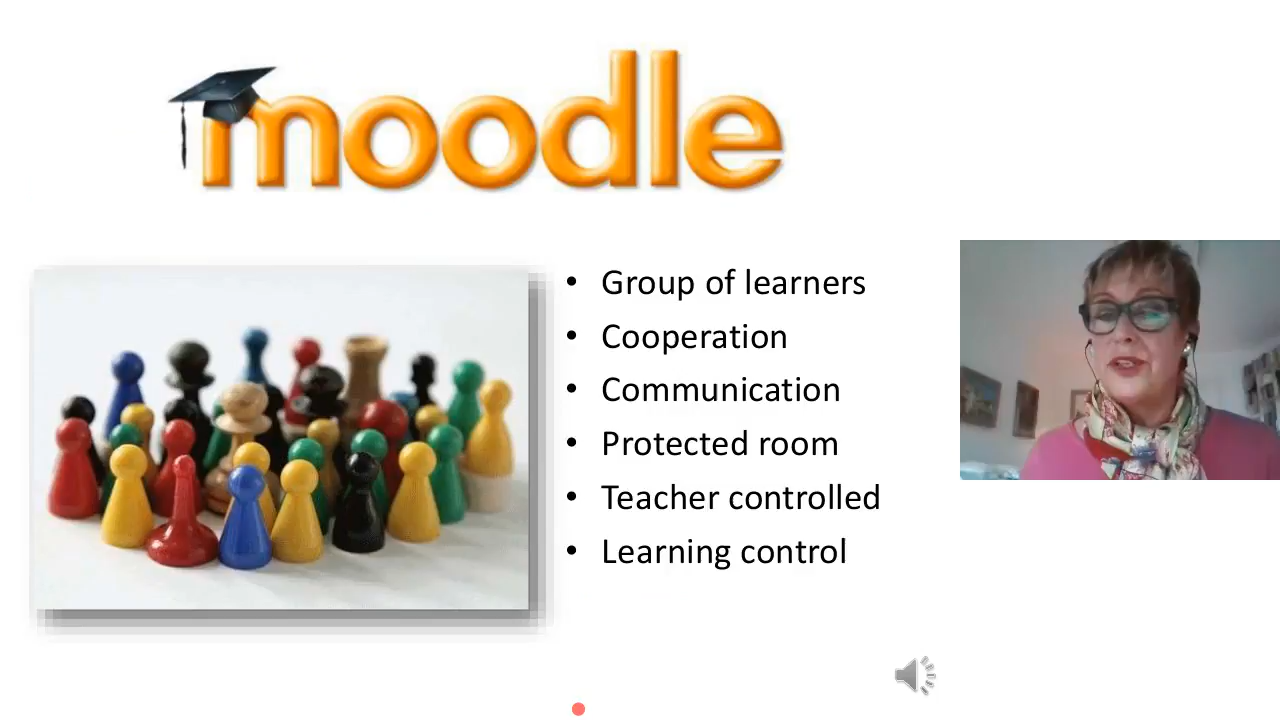 moodle
• Group of learners
• Cooperation
• Communication
• Protected room
• Teacher controlled
• Learning control